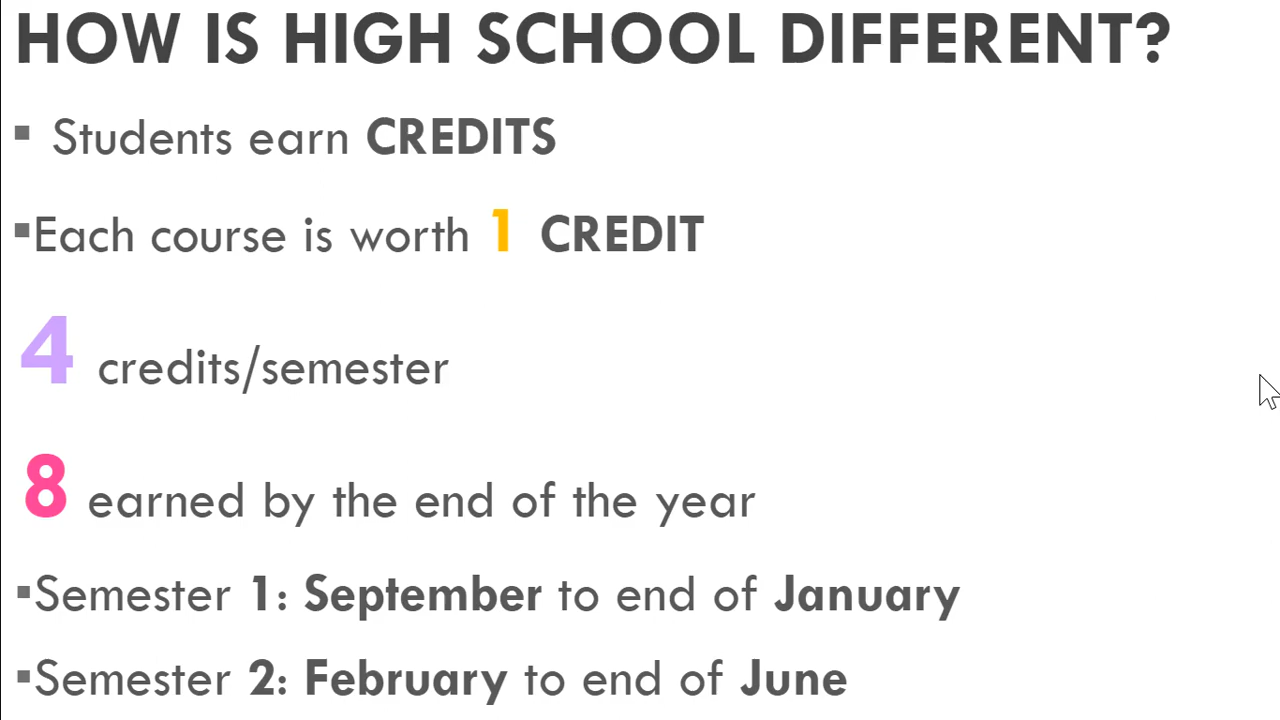 HOW IS HIGH SCHOOL DIFFERENT?
▪ Students earn CREDITS
▪Each course is worth 1 CREDIT
4 credits/semester
8 earned by the end of the year
▪Semester 1: September to end of January
▪Semester 2: February to end of June